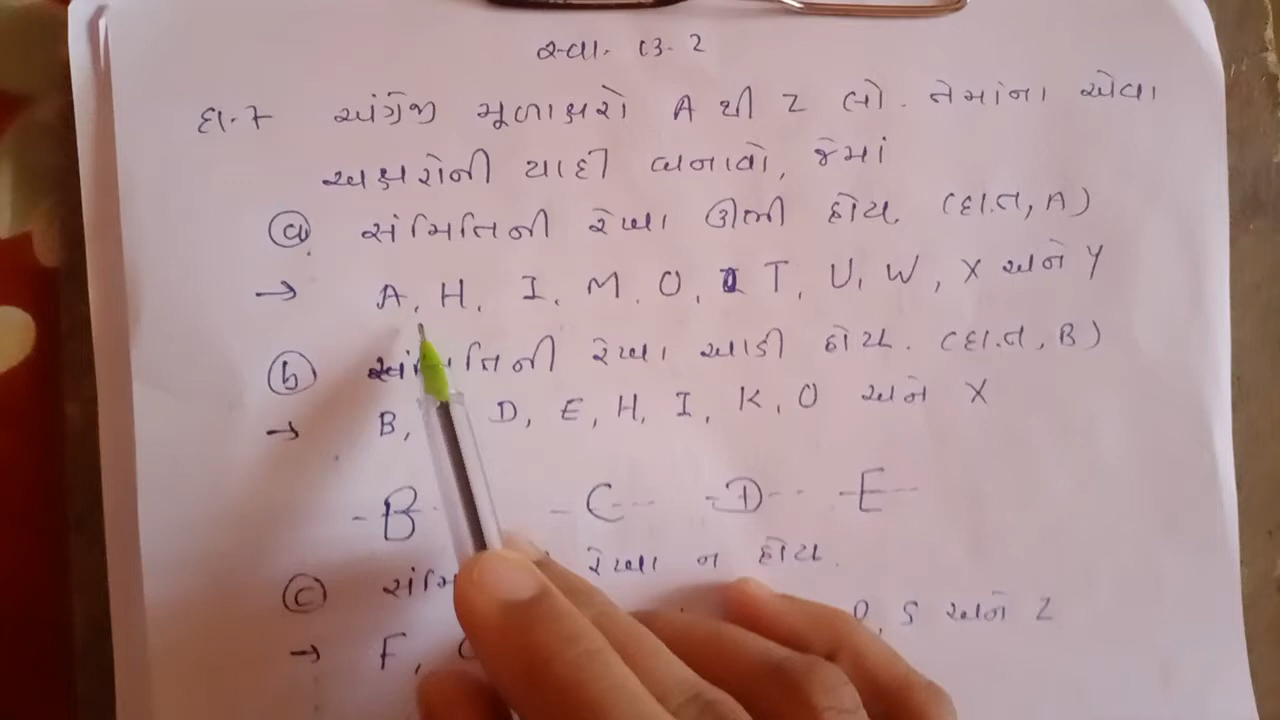 સ્વા. 13.2
દા.7 અંગ્રેજી મૂળાક્ષરો A થી Z લો. તેમાંના એવા
અક્ષરોની યાદી બનાવો, જેમાં
(a) સંમિતિની રેખા ઊભી હોય. (દા.ત, A)
→ A, H, I, M, O, T, U, W, X અને Y
(b) સંમિતિની રેખા આડી હોય. (દા.ત, B)
→ B, D, E, H, I, K, O અને X
B C D E
(c) રેખા ન હોય.
→ F, S અને Z